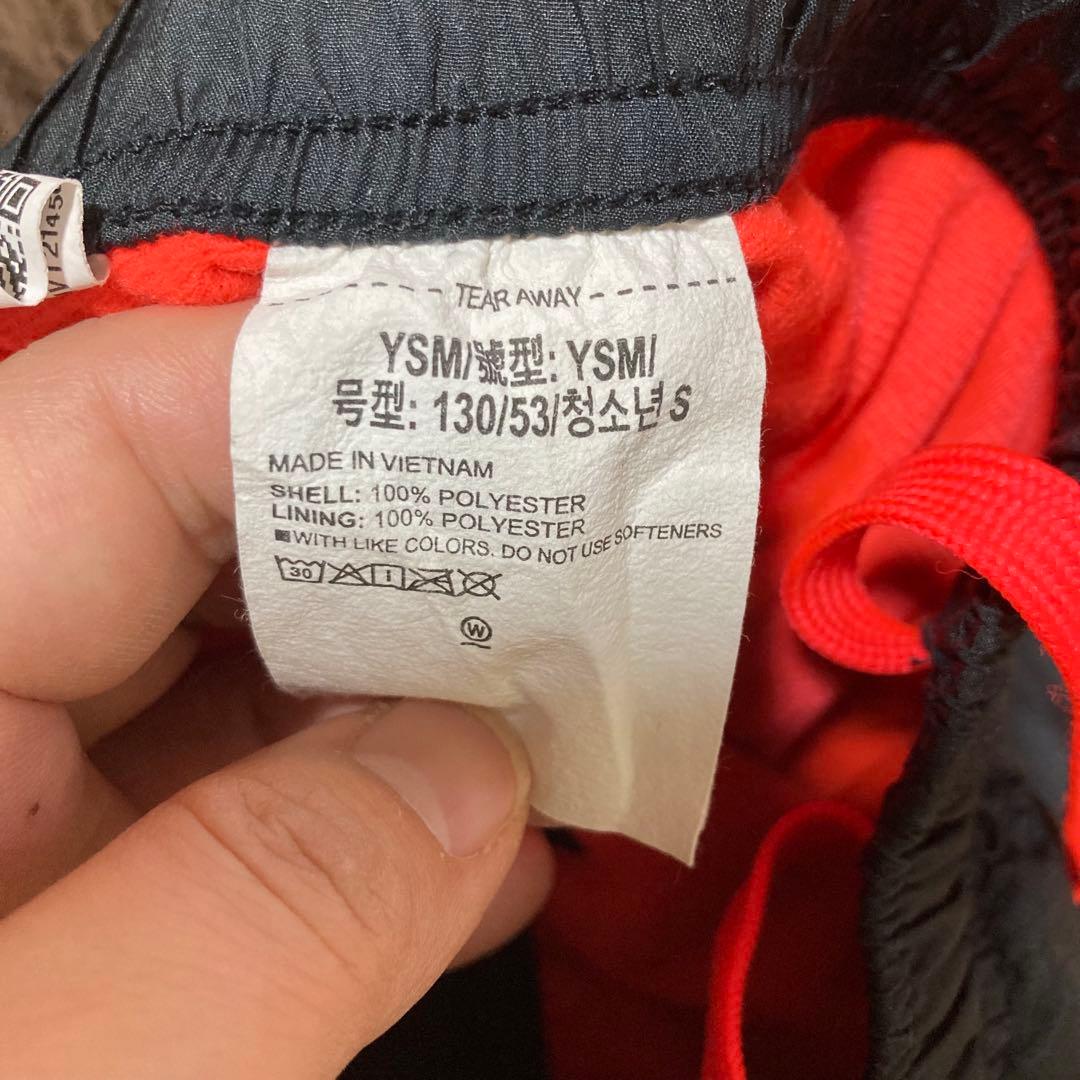 TEAR AWAY
YSM/號型: YSM/
号型: 130/53/청소년 S
MADE IN VIETNAM
SHELL: 100% POLYESTER
LINING: 100% POLYESTER
WITH LIKE COLORS. DO NOT USE SOFTENERS
30
W